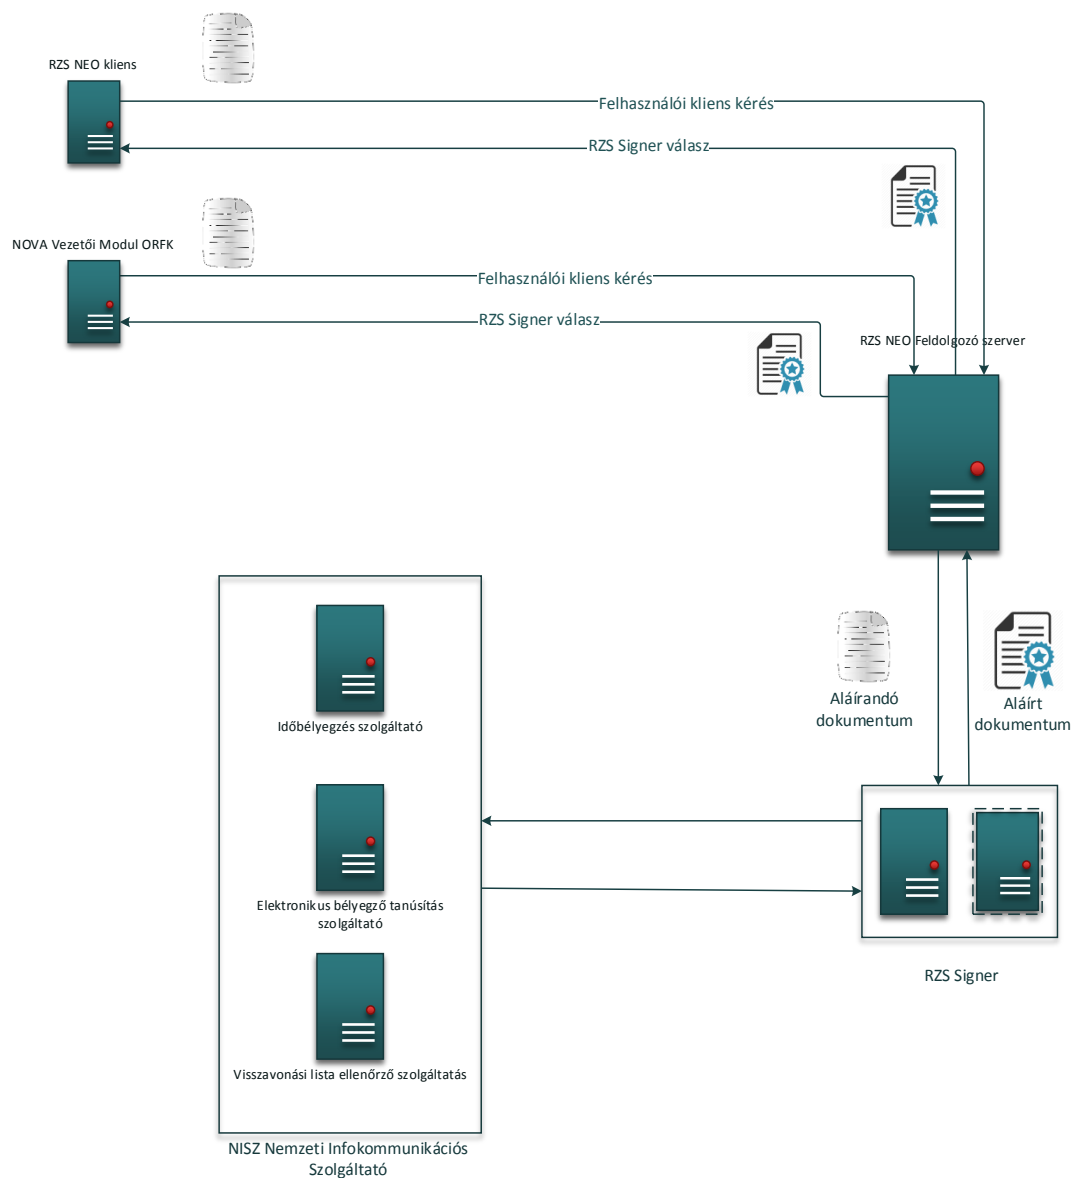 RZS NEO kliens
Felhasználói kliens kérés
RZS Signer válasz
NOVA Vezetői Modul ORFK
Felhasználói kliens kérés
RZS Signer válasz
RZS NEO Feldolgozó szerver
Aláírandó
dokumentum
Aláírt
dokumentum
Időbélyegzés szolgáltató
Elektronikus bélyegző tanúsítás
szolgáltató
Visszavonási lista ellenőrző szolgáltatás
RZS Signer
NISZ Nemzeti Infokommunikációs
Szolgáltató